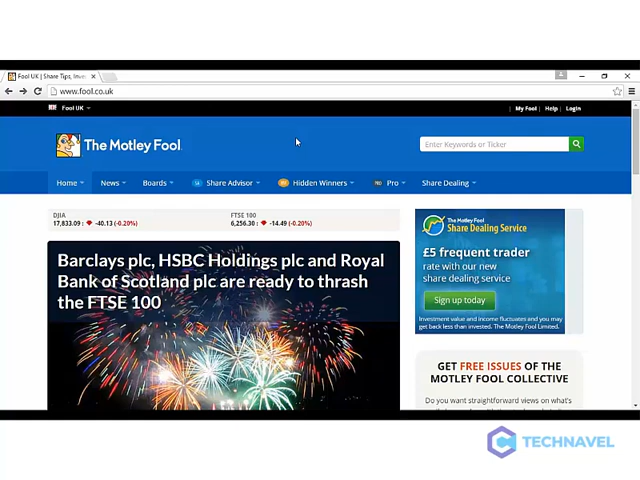 Fool UK | Share Tips, Inves
www.fool.co.uk
Fool UK
My Fool | Help | Login
The Motley Fool.
Enter Keywords or Ticker
Home News Boards SA Share Advisor Hidden Winners PRO Pro Share Dealing
DJIA
17,833.09 : -40.13 (-0.20%)
FTSE 100
6,256.30 : -14.49 (-0.20%)
Barclays plc, HSBC Holdings plc and Royal
Bank of Scotland plc are ready to thrash
the FTSE 100
The Motley Fool
Share Dealing Service
£5 frequent trader
rate with our new
share dealing service
Sign up today
Investment value and income fluctuates and you may
get back less than invested. The Motley Fool Limited.
GET FREE ISSUES OF THE
MOTLEY FOOL COLLECTIVE
Do you want straightforward views on what's
TECHNAVEL